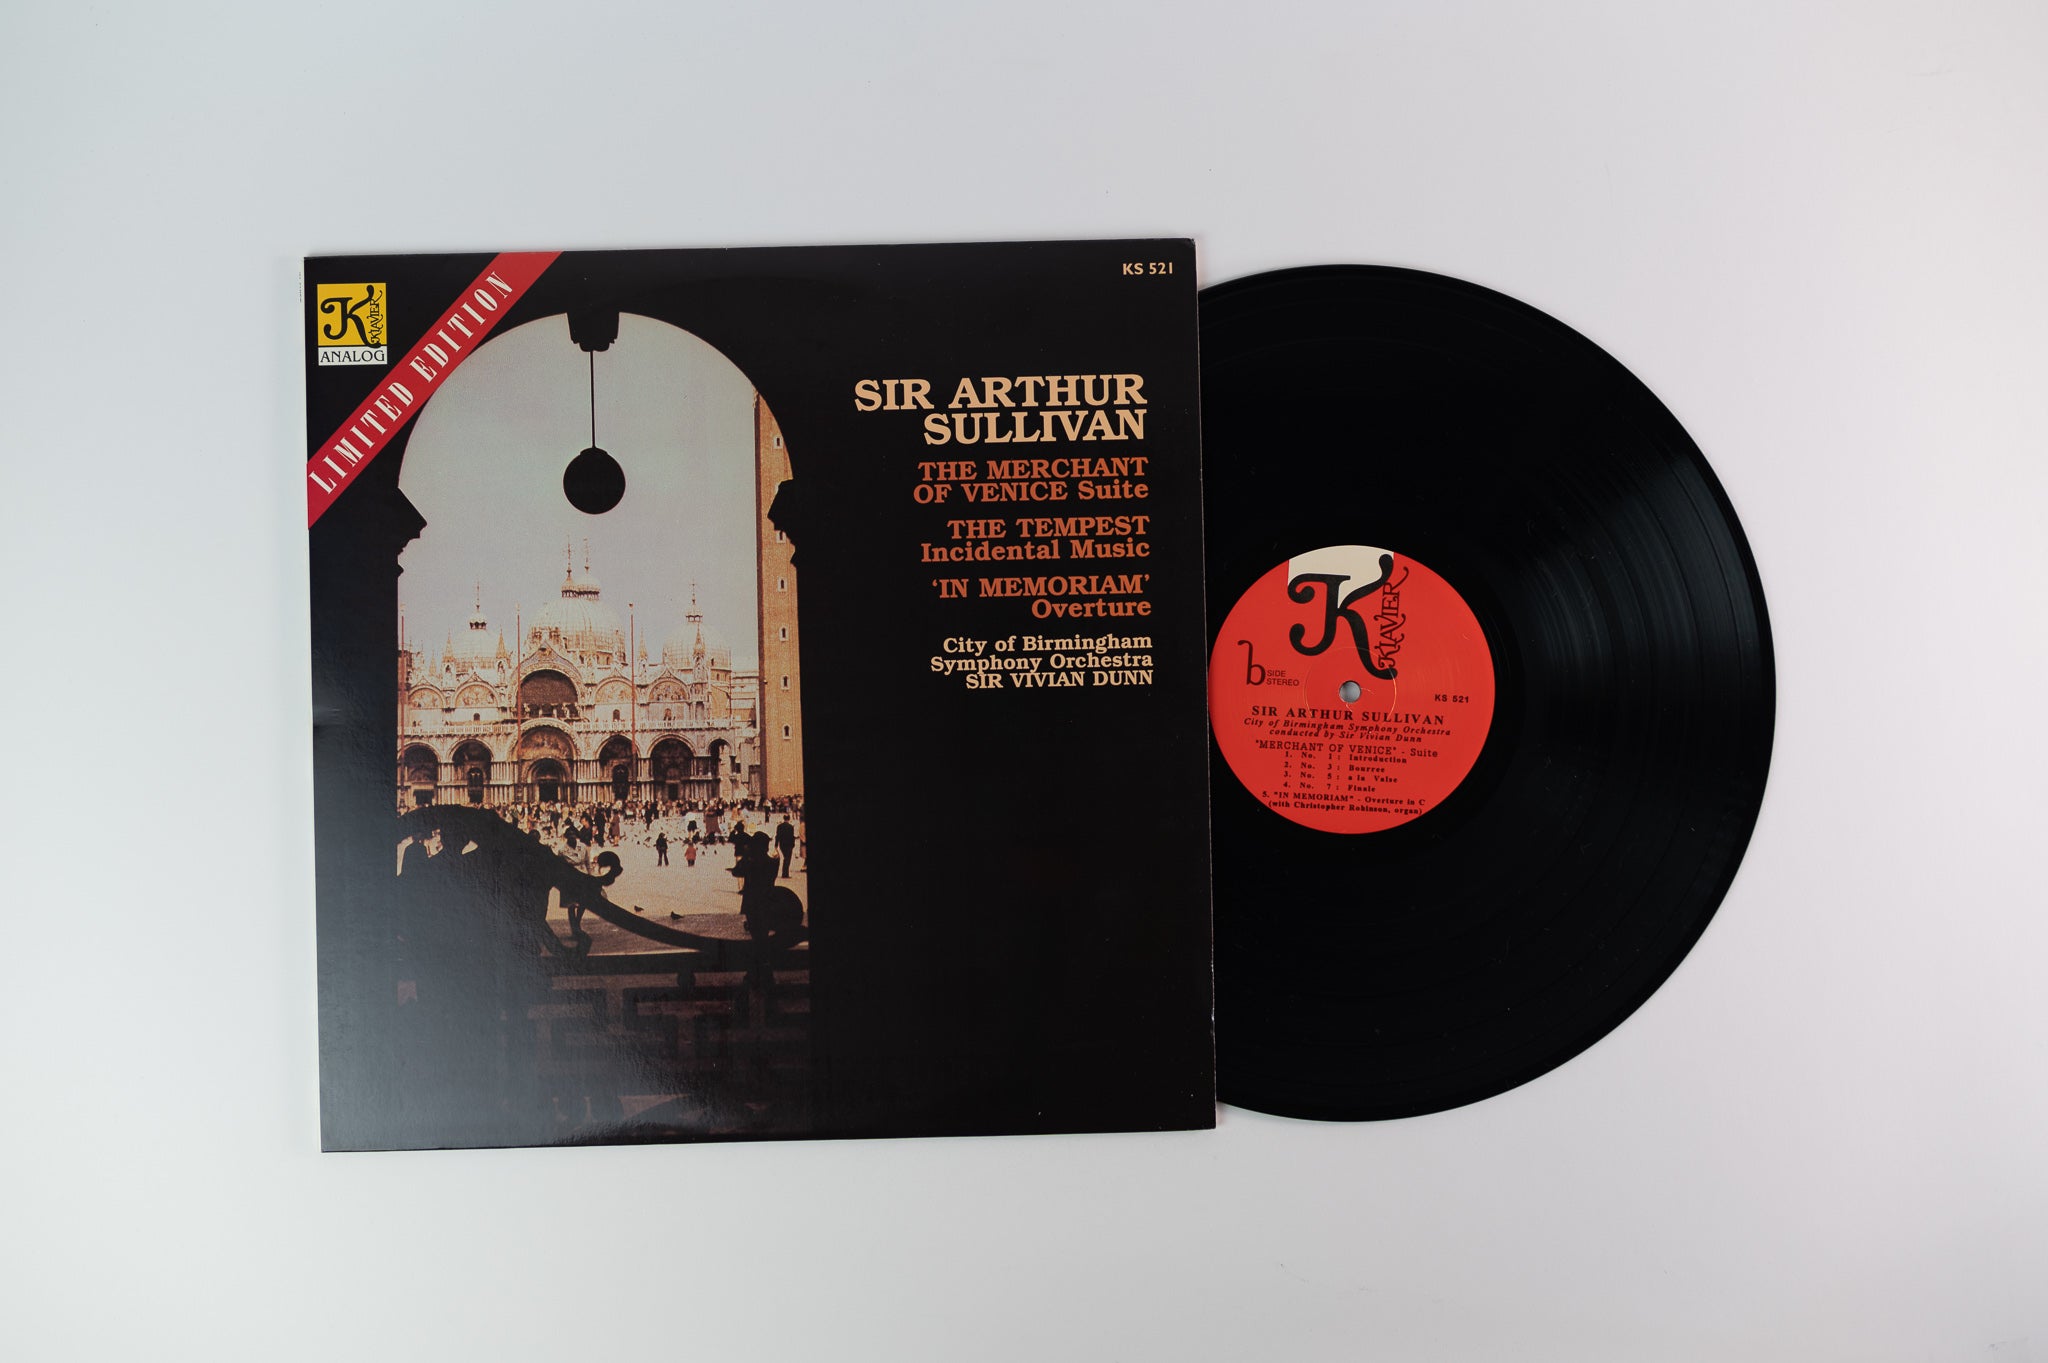 K
KLAVIER
ANALOG
LIMITED EDITION
KS 521
SIR ARTHUR
SULLIVAN
THE MERCHANT
OF VENICE Suite
THE TEMPEST
Incidental Music
‘IN MEMORIAM’
Overture
City of Birmingham
Symphony Orchestra
SIR VIVIAN DUNN
K
KLAVIER
b SIDE
STEREO
KS 521
SIR ARTHUR SULLIVAN
City of Birmingham Symphony Orchestra
conducted by Sir Vivian Dunn
"MERCHANT OF VENICE" - Suite
1. No. 1 : Introduction
2. No. 3 : Bourree
3. No. 5 : a la Valse
4. No. 7 : Finale
5. "IN MEMORIAM" - Overture in C
(with Christopher Robinson, organ)